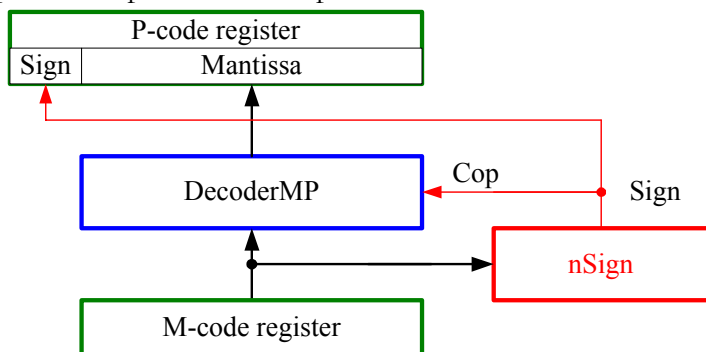 P-code register
Sign Mantissa
Cop
DecoderMP
Sign
nSign
M-code register